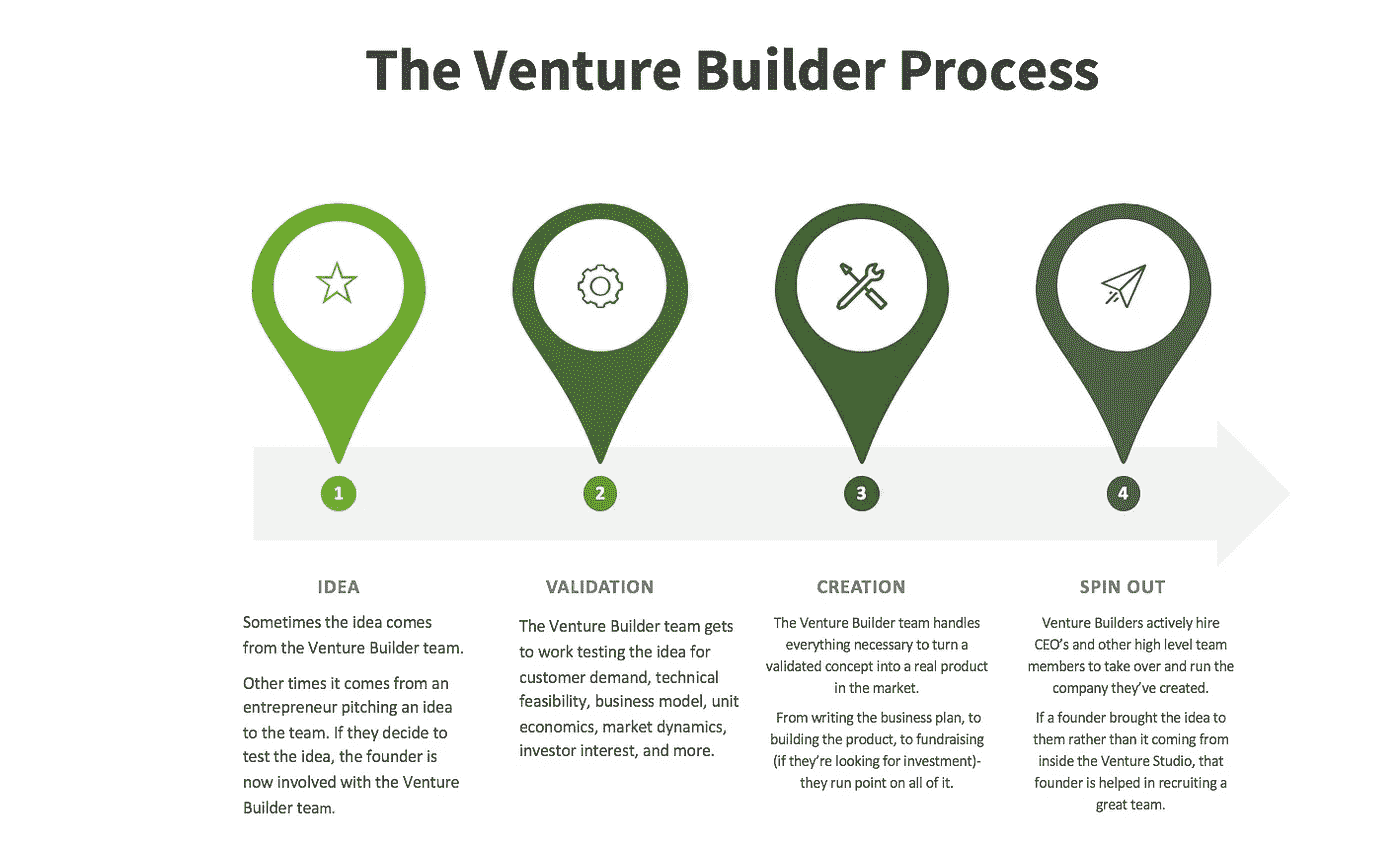 The Venture Builder Process
1
2
3
4
IDEA
Sometimes the idea comes
from the Venture Builder team.
Other times it comes from an
entrepreneur pitching an idea
to the team. If they decide to
test the idea, the founder is
now involved with the Venture
Builder team.
VALIDATION
The Venture Builder team gets
to work testing the idea for
customer demand, technical
feasibility, business model, unit
economics, market dynamics,
investor interest, and more.
CREATION
The Venture Builder team handles
everything necessary to turn a
validated concept into a real product
in the market.
From writing the business plan, to
building the product, to fundraising
(if they’re looking for investment)-
they run point on all of it.
SPIN OUT
Venture Builders actively hire
CEO’s and other high level team
members to take over and run the
company they’ve created.
If a founder brought the idea to
them rather than it coming from
inside the Venture Studio, that
founder is helped in recruiting a
great team.